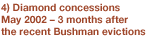 4) Diamond concessions
May 2002 – 3 months after
the recent Bushman evictions